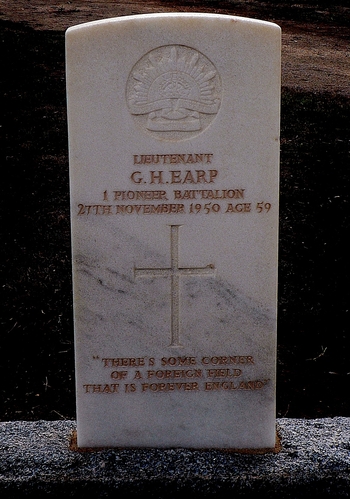 LIEUTENANT
G.H. EARP
1 PIONEER BATTALION
27TH NOVEMBER 1950 AGE 59
"THERE'S SOME CORNER
OF A FOREIGN FIELD
THAT IS FOREVER ENGLAND"